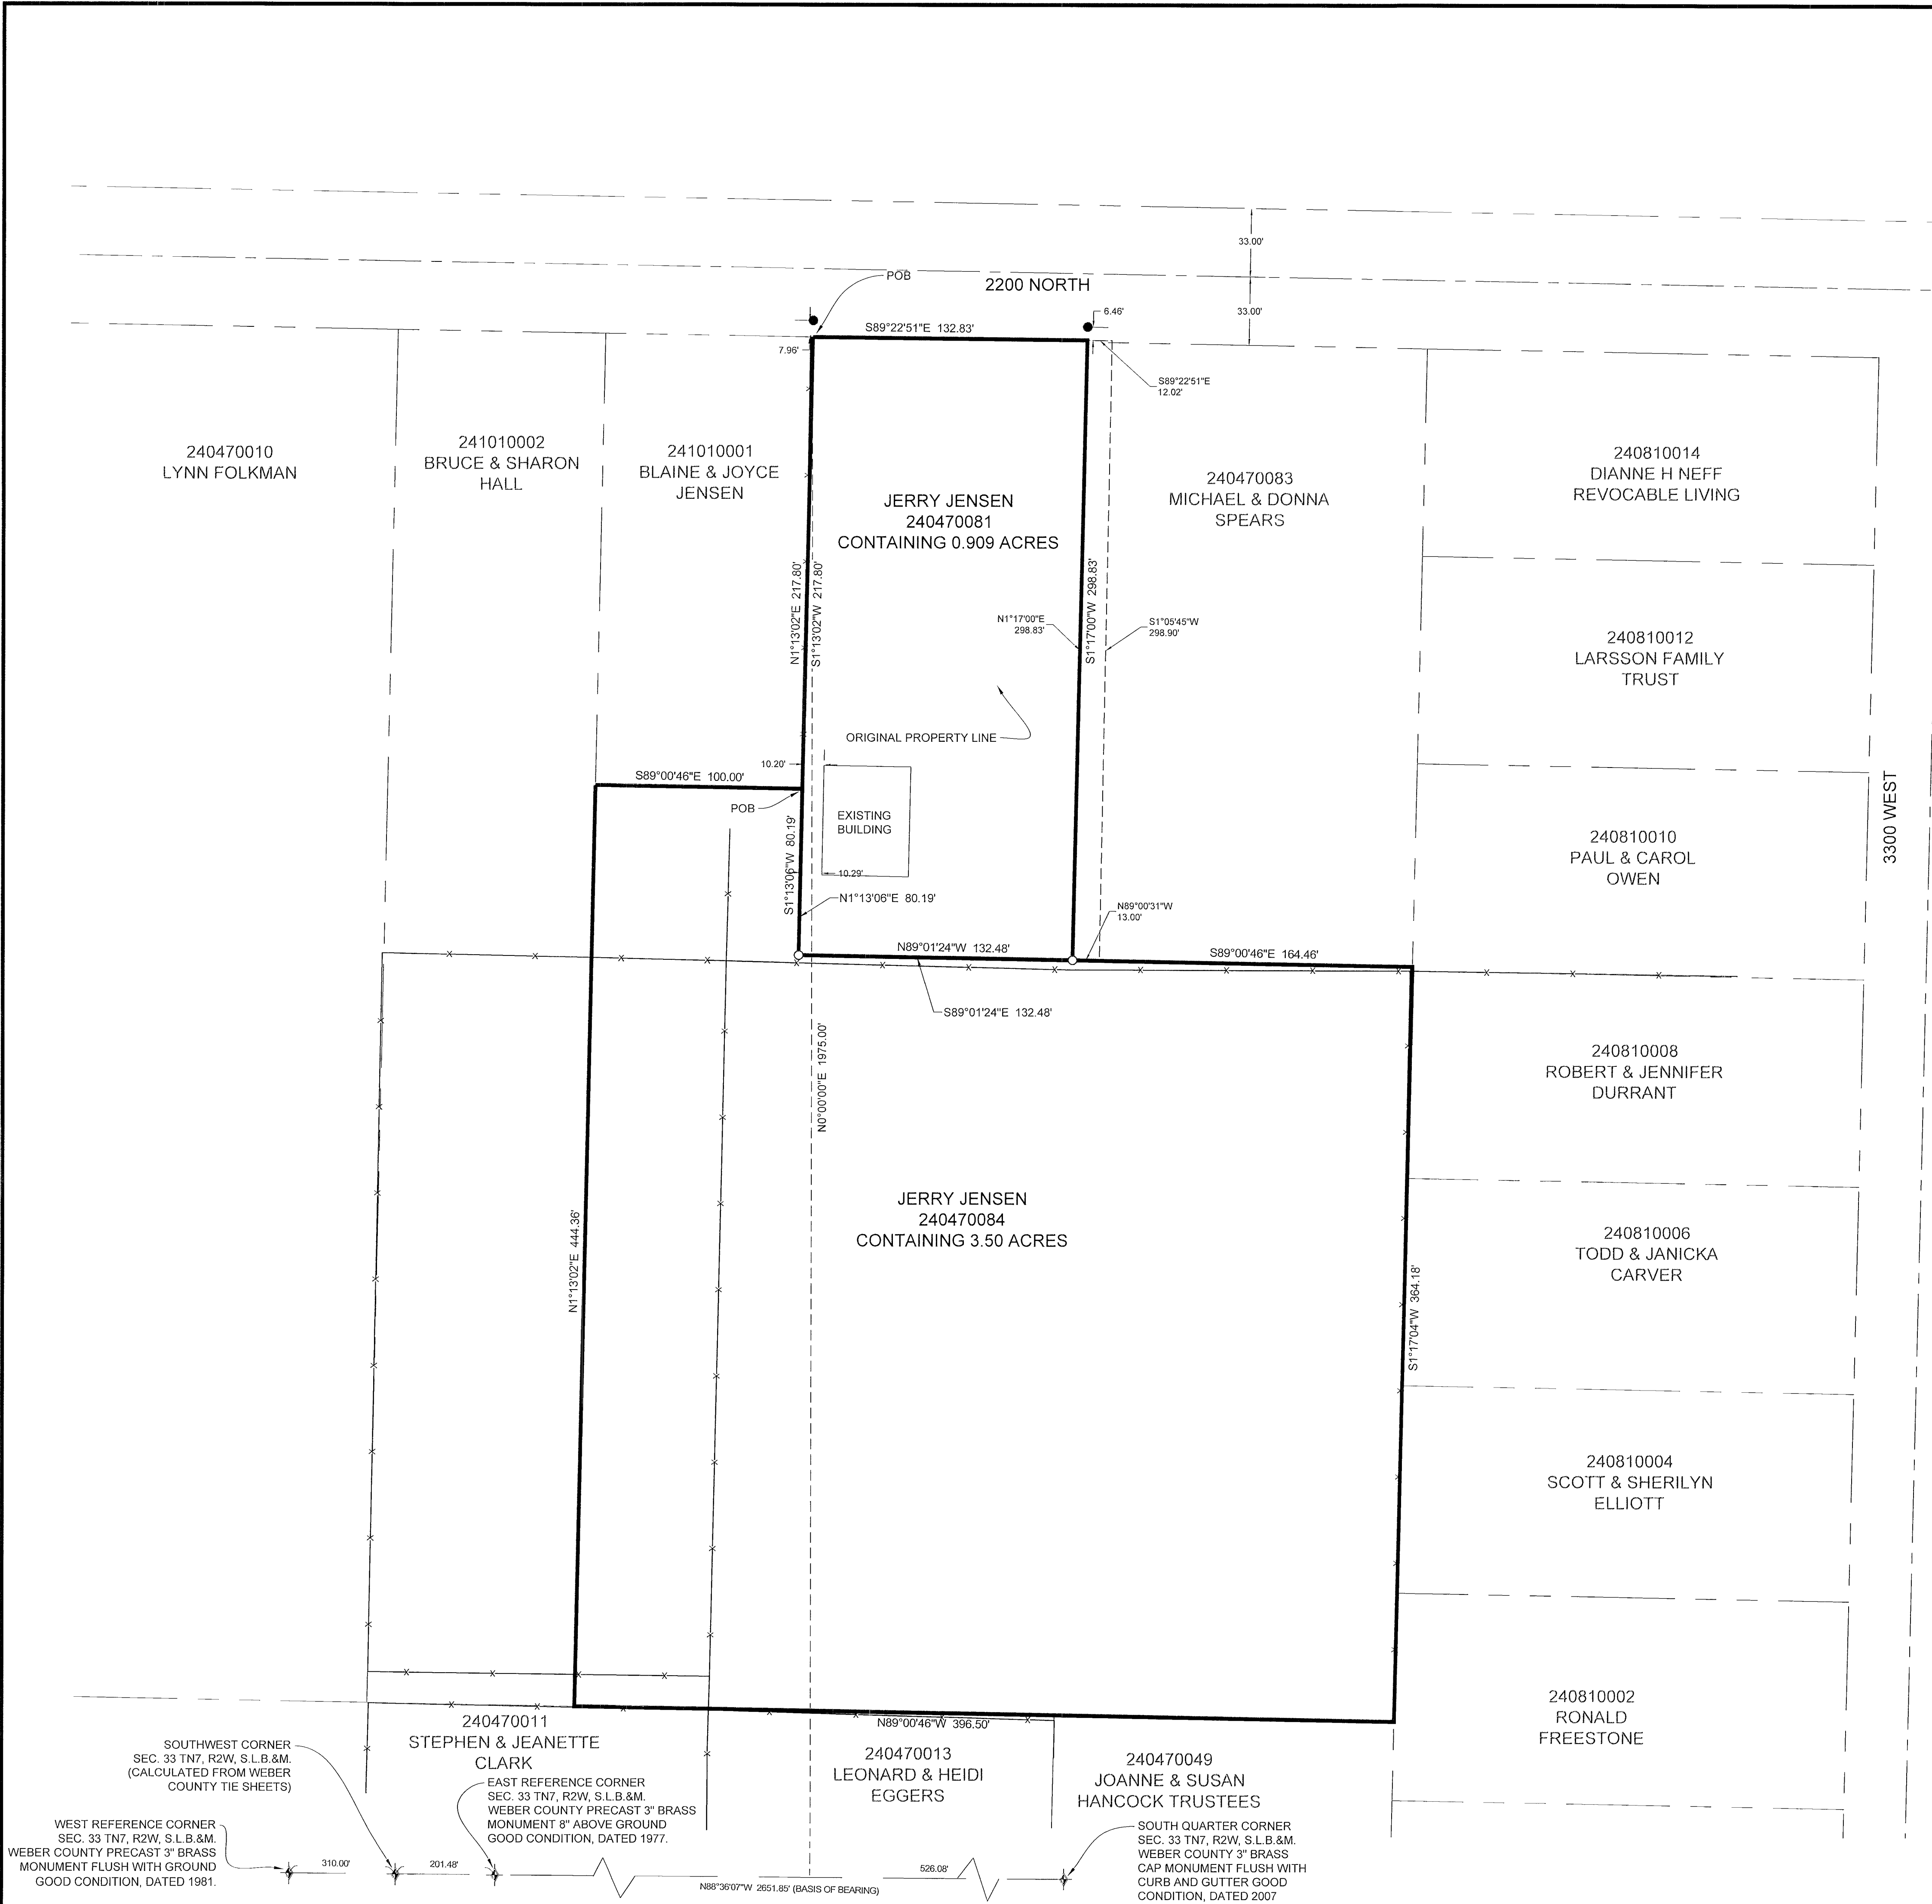 33.00'
POB
2200 NORTH
33.00'
6.46'
S89°22'51"E 132.83'
7.96'
S89°22'51"E
12.02'
240470010
LYNN FOLKMAN
241010002
BRUCE & SHARON
HALL
241010001
BLAINE & JOYCE
JENSEN
JERRY JENSEN
240470081
CONTAINING 0.909 ACRES
240470083
MICHAEL & DONNA
SPEARS
240810014
DIANNE H NEFF
REVOCABLE LIVING
N1°13'02"E 217.80'
S1°13'02"W 217.80'
N1°17'00"E
298.83'
S1°17'00"W 298.83'
S1°05'45"W
298.90'
240810012
LARSSON FAMILY
TRUST
ORIGINAL PROPERTY LINE
10.20'
S89°00'46"E 100.00'
POB
EXISTING
BUILDING
10.29'
S1°13'06"W 80.19'
N1°13'06"E 80.19'
240810010
PAUL & CAROL
OWEN
3300 WEST
N89°00'31"W
13.00'
N89°01'24"W 132.48'
S89°00'46"E 164.46'
S89°01'24"E 132.48'
N0°00'00"E 1975.00'
240810008
ROBERT & JENNIFER
DURRANT
JERRY JENSEN
240470084
CONTAINING 3.50 ACRES
N1°13'02"E 444.36'
S1°17'04"W 364.18'
240810006
TODD & JANICKA
CARVER
240810004
SCOTT & SHERILYN
ELLIOTT
240810002
RONALD
FREESTONE
N89°00'46"W 396.50'
240470011
STEPHEN & JEANETTE
CLARK
240470013
LEONARD & HEIDI
EGGERS
240470049
JOANNE & SUSAN
HANCOCK TRUSTEES
SOUTHWEST CORNER
SEC. 33 TN7, R2W, S.L.B.&M.
(CALCULATED FROM WEBER
COUNTY TIE SHEETS)
EAST REFERENCE CORNER
SEC. 33 TN7, R2W, S.L.B.&M.
WEBER COUNTY PRECAST 3" BRASS
MONUMENT 8" ABOVE GROUND
GOOD CONDITION, DATED 1977.
WEST REFERENCE CORNER
SEC. 33 TN7, R2W, S.L.B.&M.
WEBER COUNTY PRECAST 3" BRASS
MONUMENT FLUSH WITH GROUND
GOOD CONDITION, DATED 1981.
SOUTH QUARTER CORNER
SEC. 33 TN7, R2W, S.L.B.&M.
WEBER COUNTY 3" BRASS
CAP MONUMENT FLUSH WITH
CURB AND GUTTER GOOD
CONDITION, DATED 2007
310.00'
201.48'
526.08'
N88°36'07"W 2651.85' (BASIS OF BEARING)